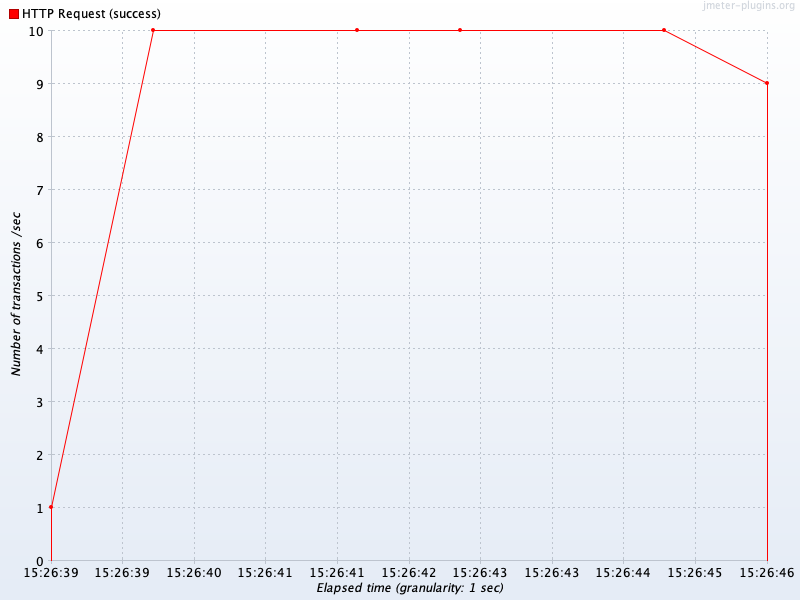 HTTP Request (success)
jmeter-plugins.org
Number of transactions /sec
10
9
8
7
6
5
4
3
2
1
0
15:26:39 15:26:39 15:26:40 15:26:41 15:26:41 15:26:42 15:26:43 15:26:43 15:26:44 15:26:45 15:26:46
Elapsed time (granularity: 1 sec)